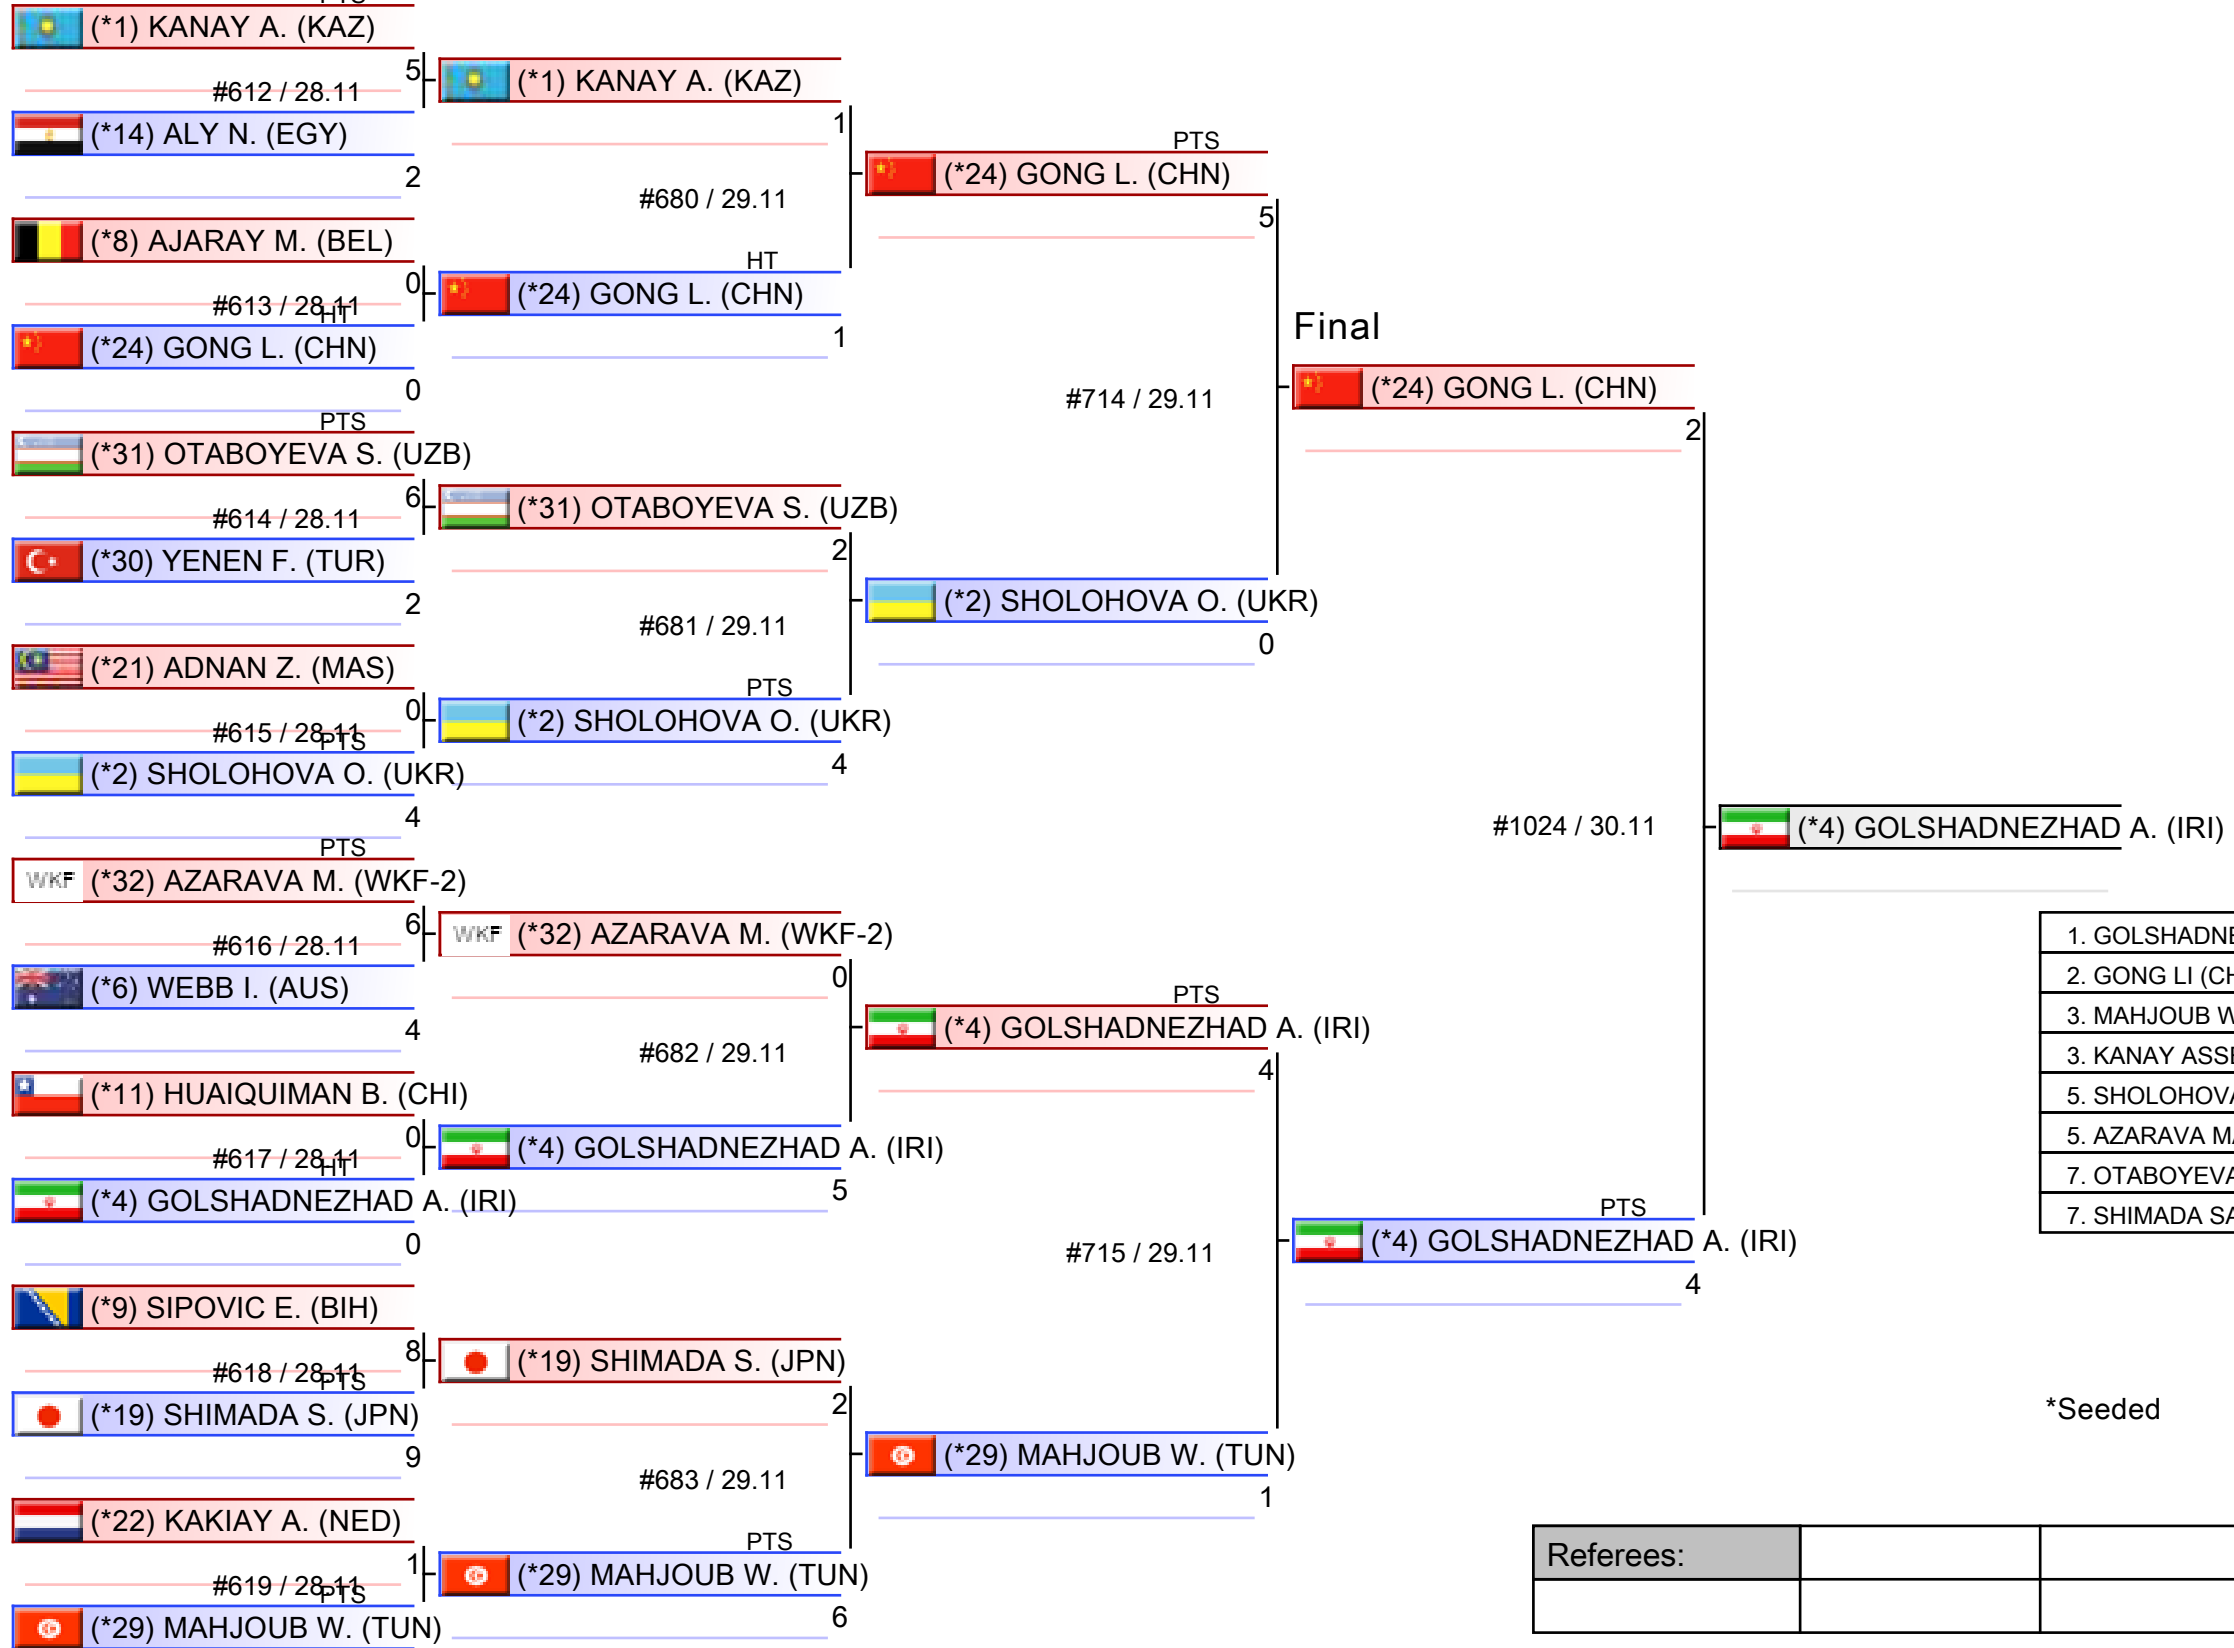 PTS
(*1) KANAY A. (KAZ)
5
#612 / 28.11
(*14) ALY N. (EGY)
2
(*8) AJARAY M. (BEL)
0
#613 / 28.11
HT
(*24) GONG L. (CHN)
0
PTS
(*31) OTABOYEVA S. (UZB)
6
#614 / 28.11
(*30) YENEN F. (TUR)
2
(*21) ADNAN Z. (MAS)
0
#615 / 28.11
PTS
(*2) SHOLOHOVA O. (UKR)
4
PTS
WKF (*32) AZARAVA M. (WKF-2)
6
#616 / 28.11
(*6) WEBB I. (AUS)
4
(*11) HUAIQUIMAN B. (CHI)
0
#617 / 28.11
HT
(*4) GOLSHADNEZHAD A. (IRI)
0
(*9) SIPOVIC E. (BIH)
8
#618 / 28.11
PTS
(*19) SHIMADA S. (JPN)
9
(*22) KAKIAY A. (NED)
1
#619 / 28.11
PTS
(*29) MAHJOUB W. (TUN)
(*1) KANAY A. (KAZ)
1
#680 / 29.11
HT
(*24) GONG L. (CHN)
1
(*31) OTABOYEVA S. (UZB)
2
#681 / 29.11
PTS
(*2) SHOLOHOVA O. (UKR)
4
WKF (*32) AZARAVA M. (WKF-2)
0
#682 / 29.11
(*4) GOLSHADNEZHAD A. (IRI)
5
(*19) SHIMADA S. (JPN)
2
#683 / 29.11
PTS
(*29) MAHJOUB W. (TUN)
6
PTS
(*24) GONG L. (CHN)
5
#714 / 29.11
(*2) SHOLOHOVA O. (UKR)
0
PTS
(*4) GOLSHADNEZHAD A. (IRI)
4
#715 / 29.11
(*29) MAHJOUB W. (TUN)
1
Final
(*24) GONG L. (CHN)
2
#1024 / 30.11
PTS
(*4) GOLSHADNEZHAD A. (IRI)
4
(*4) GOLSHADNEZHAD A. (IRI)
1. GOLSHADNE
2. GONG LI (CH
3. MAHJOUB W
3. KANAY ASSE
5. SHOLOHOVA
5. AZARAVA MA
7. OTABOYEVA
7. SHIMADA SA
*Seeded
Referees: